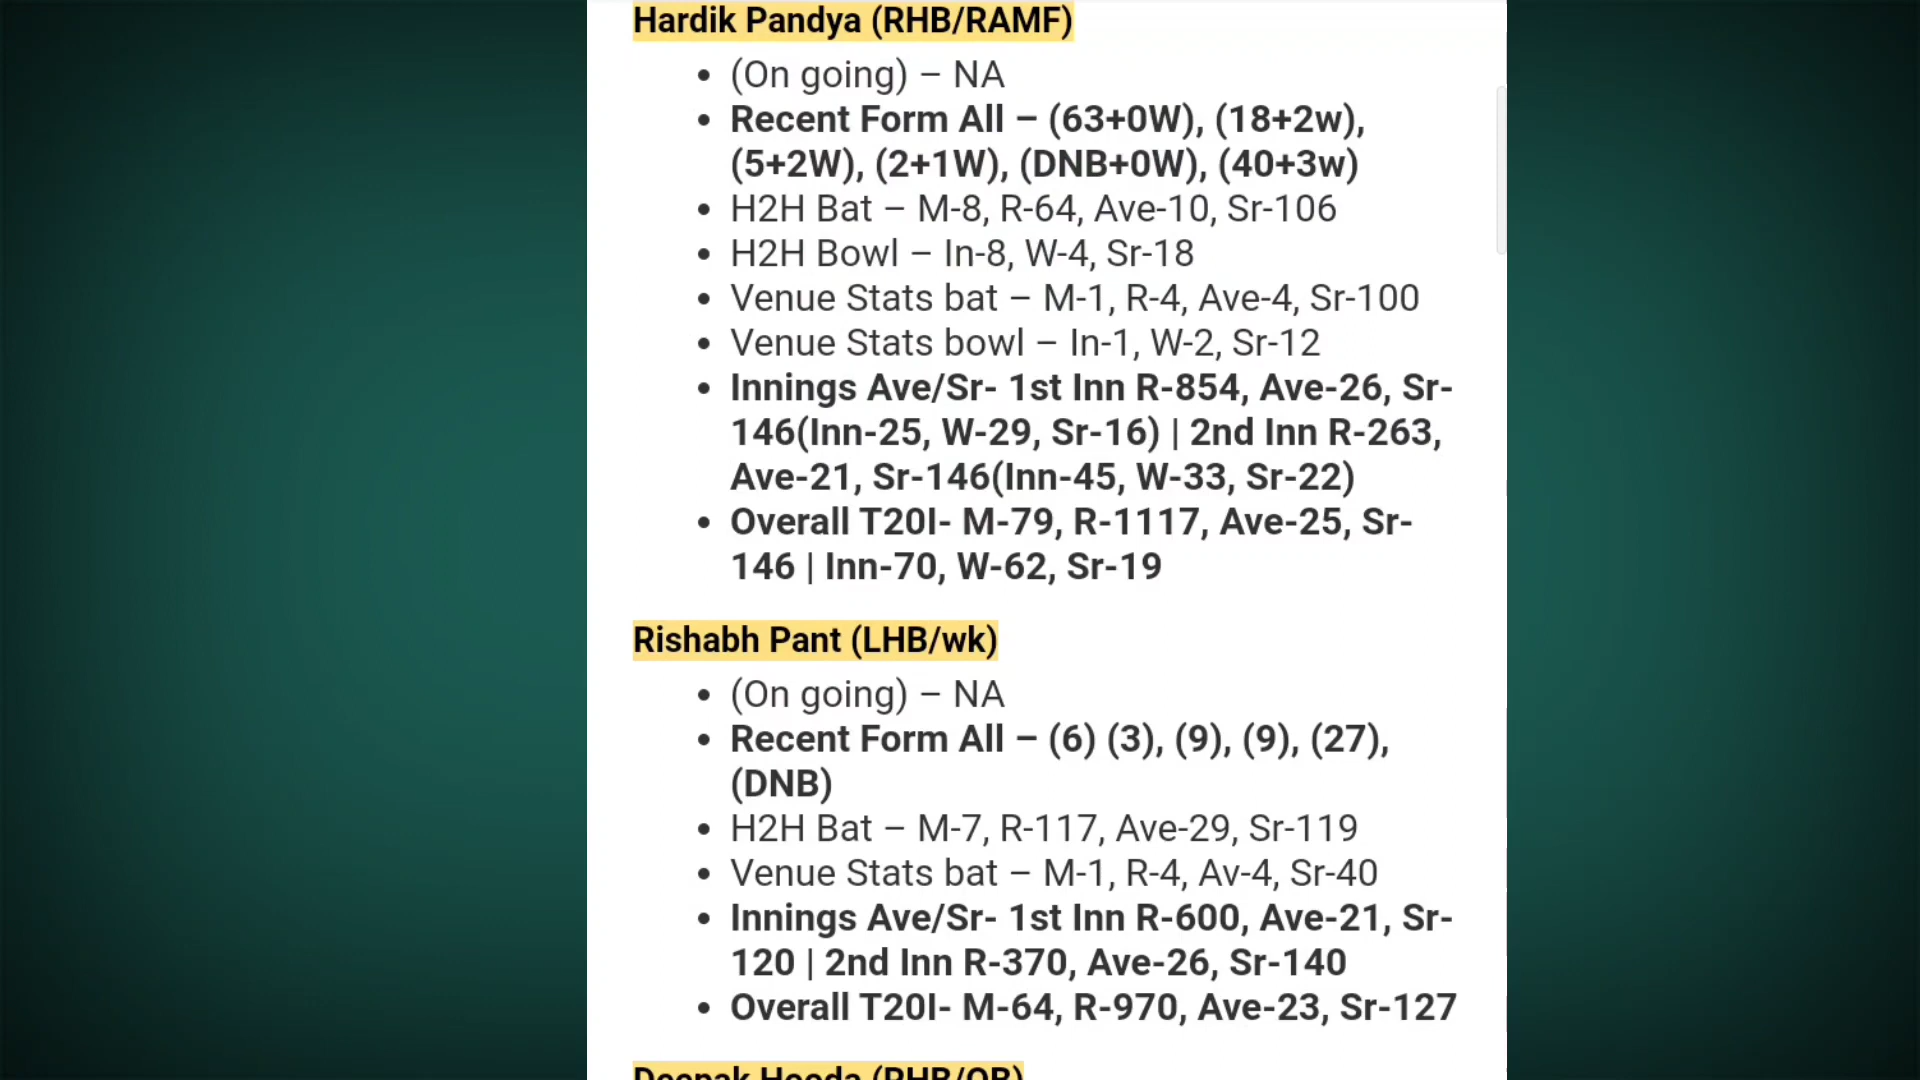 Hardik Pandya (RHB/RAMF)
• (On going) – NA
• Recent Form All – (63+0W), (18+2w),
(5+2W), (2+1W), (DNB+0W), (40+3w)
• H2H Bat – M-8, R-64, Ave-10, Sr-106
• H2H Bowl – In-8, W-4, Sr-18
• Venue Stats bat – M-1, R-4, Ave-4, Sr-100
• Venue Stats bowl – In-1, W-2, Sr-12
• Innings Ave/Sr- 1st Inn R-854, Ave-26, Sr-
146(Inn-25, W-29, Sr-16) | 2nd Inn R-263,
Ave-21, Sr-146(Inn-45, W-33, Sr-22)
• Overall T20I- M-79, R-1117, Ave-25, Sr-
146 | Inn-70, W-62, Sr-19
Rishabh Pant (LHB/wk)
• (On going) – NA
• Recent Form All – (6) (3), (9), (9), (27),
(DNB)
• H2H Bat – M-7, R-117, Ave-29, Sr-119
• Venue Stats bat – M-1, R-4, Av-4, Sr-40
• Innings Ave/Sr- 1st Inn R-600, Ave-21, Sr-
120 | 2nd Inn R-370, Ave-26, Sr-140
• Overall T20I- M-64, R-970, Ave-23, Sr-127
Deepak Hooda (RHB/OB)